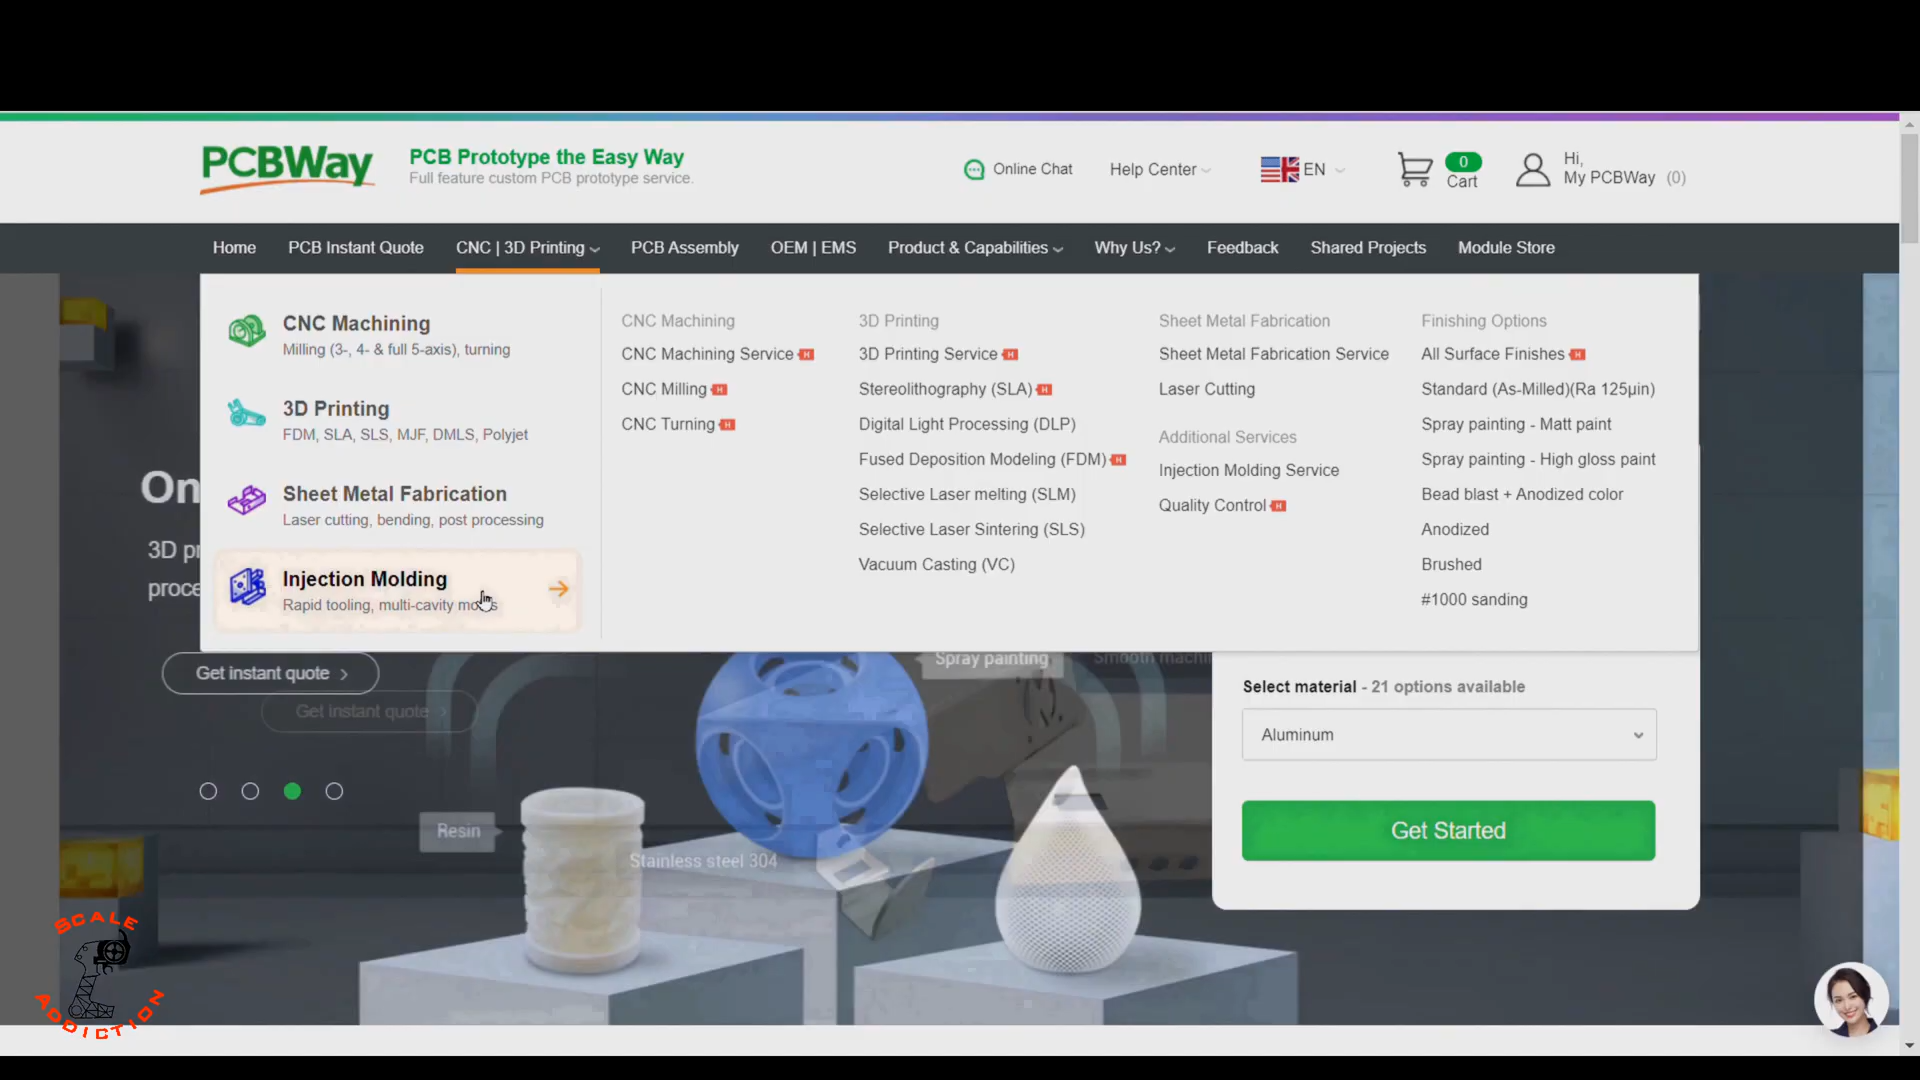 PCBWay
PCB Prototype the Easy Way
Full feature custom PCB prototype service.
Online Chat
Help Center
EN
0
Cart
Hi,
My PCBWay (0)
Home
PCB Instant Quote
CNC | 3D Printing
PCB Assembly
OEM | EMS
Product & Capabilities
Why Us?
Feedback
Shared Projects
Module Store
CNC Machining
Milling (3-, 4- & full 5-axis), turning
3D Printing
FDM, SLA, SLS, MJF, DMLS, Polyjet
Sheet Metal Fabrication
Laser cutting, bending, post processing
Injection Molding
Rapid tooling, multi-cavity
CNC Machining
CNC Machining Service H
CNC Milling H
CNC Turning H
3D Printing
3D Printing Service H
Stereolithography (SLA) H
Digital Light Processing (DLP)
Fused Deposition Modeling (FDM) H
Selective Laser melting (SLM)
Selective Laser Sintering (SLS)
Vacuum Casting (VC)
Sheet Metal Fabrication
Sheet Metal Fabrication Service
Laser Cutting
Additional Services
Injection Molding Service
Quality Control H
Finishing Options
All Surface Finishes H
Standard (As-Milled)(Ra 125μin)
Spray painting - Matt paint
Spray painting - High gloss paint
Bead blast + Anodized color
Anodized
Brushed
#1000 sanding
On
3D pr
proce
Get instant quote >
Get instant quote >
Spray painting
Smooth machi
Resin
Stainless steel 304
Select material - 21 options available
Aluminum
Get Started
SCALE
ADDICTION